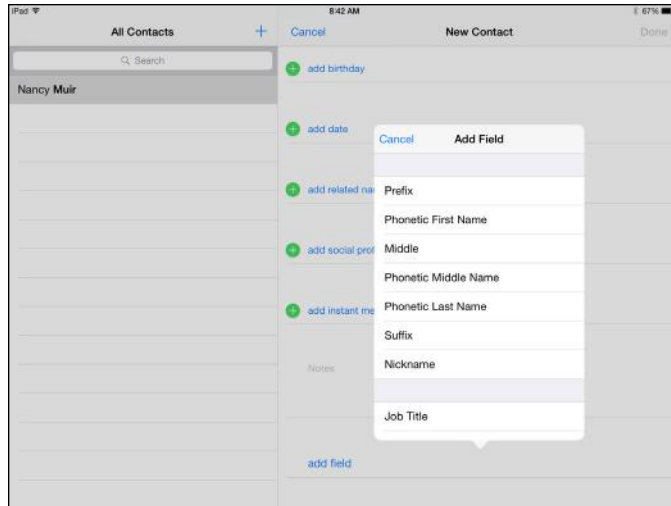 iPad 8:42 AM 67%
All Contacts + Cancel New Contact Done
Search
Nancy Muir
add birthday
add date
add related na
add social prof
add instant me
Notes
add field
Cancel Add Field
Prefix
Phonetic First Name
Middle
Phonetic Middle Name
Phonetic Last Name
Suffix
Nickname
Job Title